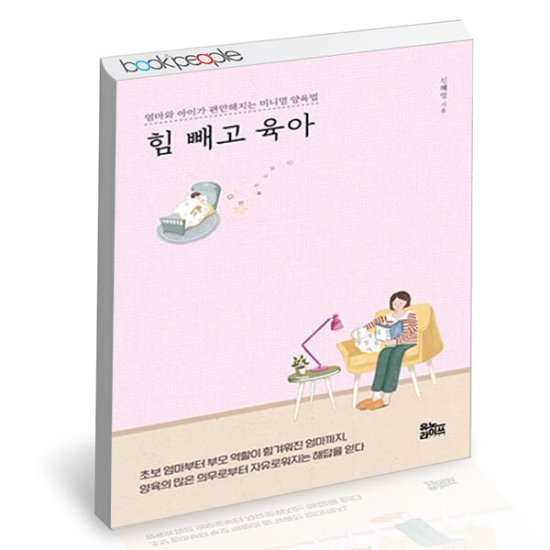 book people
엄마와 아이가 편안해지는 미니멀 양육법
힘 빼고 육아
신혜영 지음
유노
라이프
초보 엄마부터 부모 역할이 힘겨워진 엄마까지,
양육의 많은 의무로부터 자유로워지는 해답을 얻다